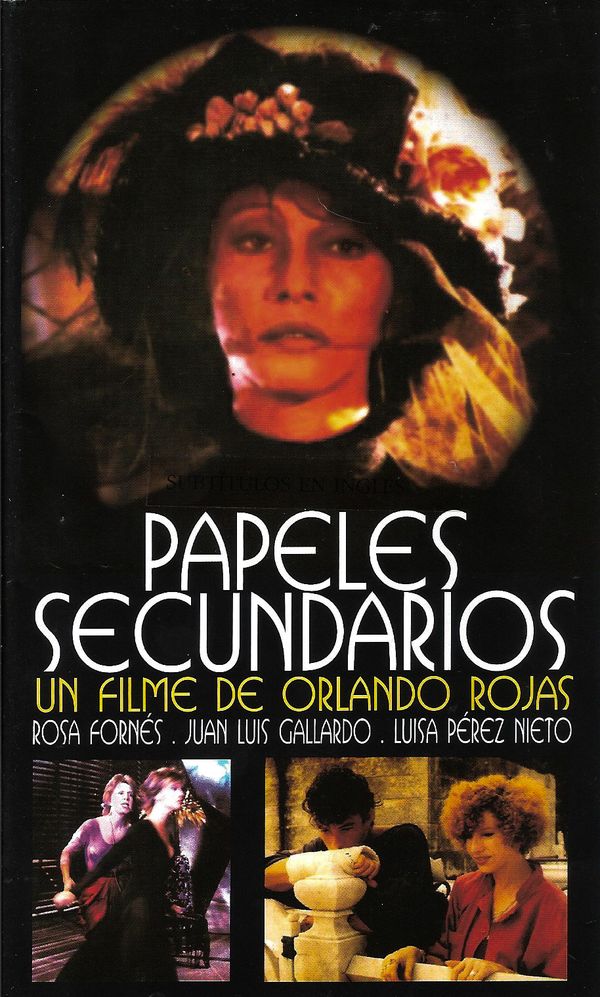 SUBTÍTULOS EN INGLÉS
PAPELES
SECUNDARIOS
UN FILME DE ORLANDO ROJAS
ROSA FORNÉS . JUAN LUIS GALLARDO . LUISA PÉREZ NIETO